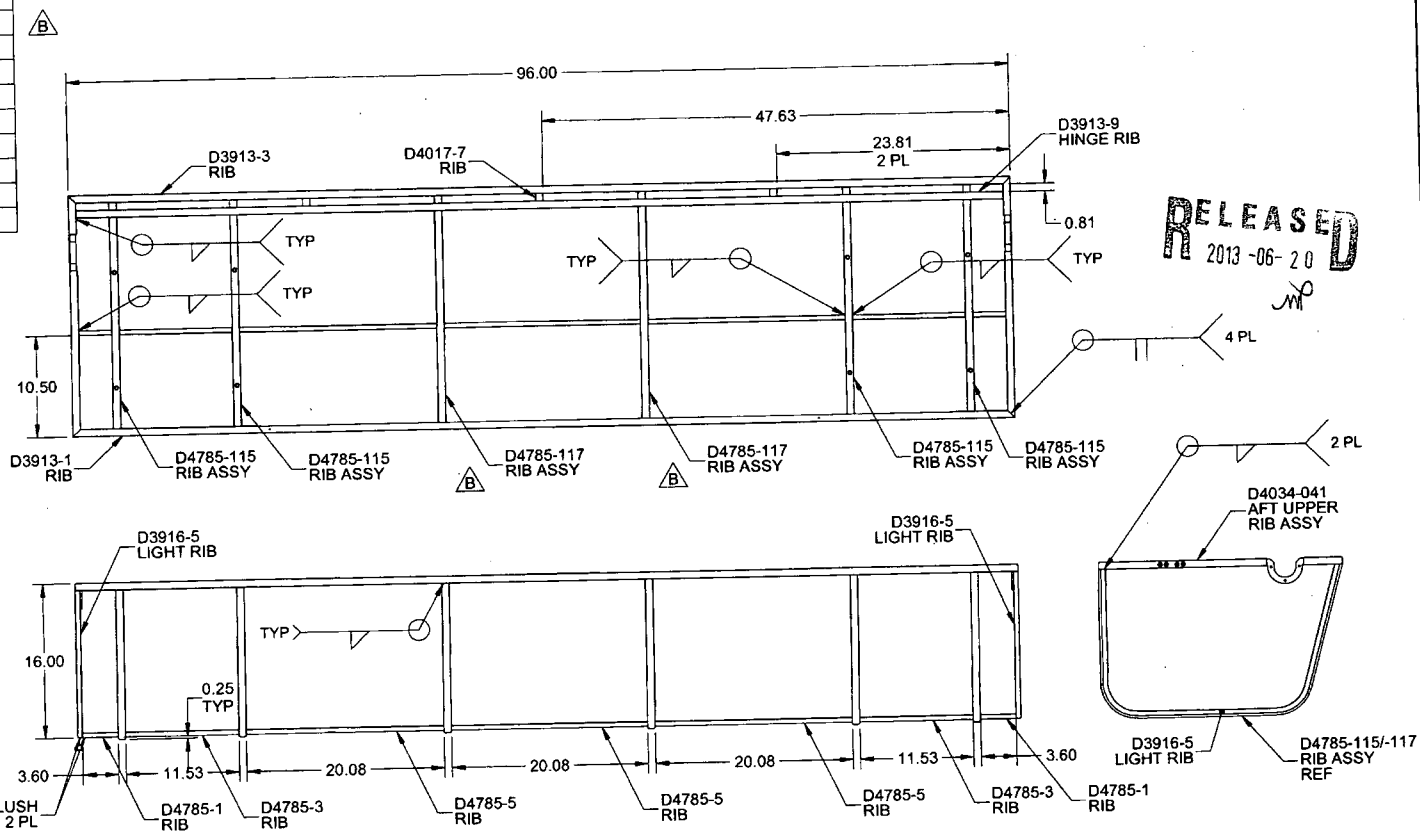 B
96.00
47.63
23.81
2 PL
D3913-9
HINGE RIB
D3913-3
RIB
D4017-7
RIB
0.81
RELEASED
2013-06-20
TYP
TYP
TYP
TYP
4 PL
10.50
D3913-1
RIB
D4785-115
RIB ASSY
D4785-115
RIB ASSY
D4785-117
RIB ASSY
D4785-117
RIB ASSY
D4785-115
RIB ASSY
D4785-115
RIB ASSY
B
B
2 PL
D4034-041
AFT UPPER
RIB ASSY
D3916-5
LIGHT RIB
D3916-5
LIGHT RIB
TYP
16.00
0.25
TYP
3.60
11.53
20.08
20.08
20.08
11.53
3.60
LUSH
2 PL
D4785-1
RIB
D4785-3
RIB
D4785-5
RIB
D4785-5
RIB
D4785-5
RIB
D4785-3
RIB
D4785-1
RIB
D3916-5
LIGHT RIB
D4785-115/-117
RIB ASSY
REF